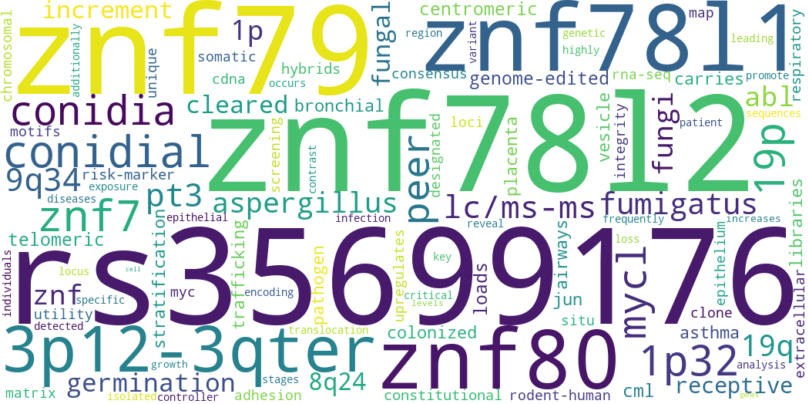 chromosomal
znf79
increment
additionally
unique
1p
somatic
cdna
hybrids
occurs
fungal
centromeric
region
variant
genetic
highly
map
leading
promote
respiratory
znf78l1
consensus
genome-edited
rna-seq
carries
conidia
motifs
cleared
bronchial
screening
contrast
znf78l2
peer
designated
loci
placenta
vesicle
integrity
fungi
patient
abl
sequences
19p
conidial
9q34
risk-marker
exposure
diseases
pt3
aspergillus
lc/ms-ms
fumigatus
znf7
epithelial
infection
reveal
frequently
increases
telomeric
individuals
rs35699176
stratification
trafficking
pathogen
upregulates
key
critical
levels
loads
airways
jun
situ
mycl
loss
locus
cell
specific
znf
myc
encoding
utility
detected
epithelium
libraries
clone
extracellular
asthma
19q
3p12-3qter
translocation
colonized
znf80
1p32
analysis
growth
stages
germination
8q24
constitutional
rodent-human
cml
receptive
matrix
isolated
controller
adhesion
genes